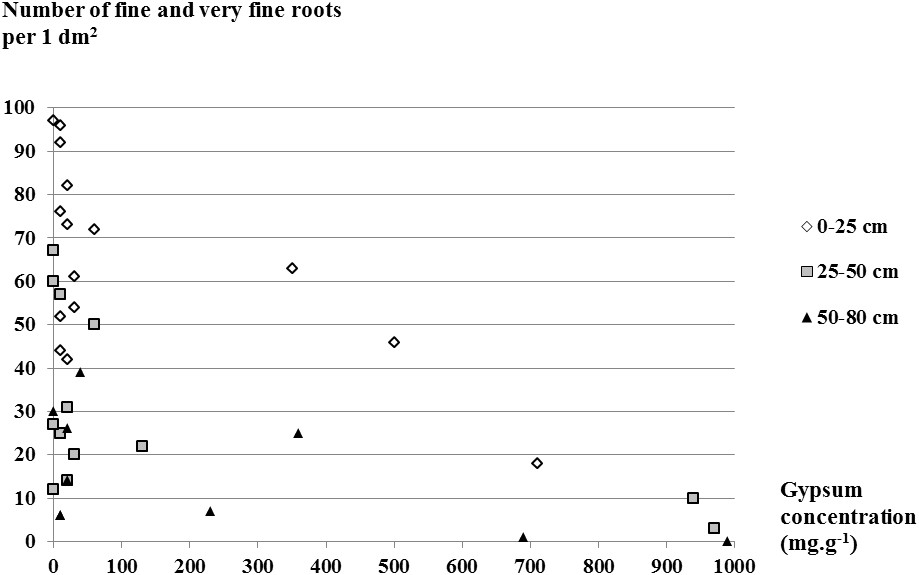 Number of fine and very fine roots
per 1 dm²
100
90
80
70
60
50
40
30
20
10
0
0 100 200 300 400 500 600 700 800 900 1000
0-25 cm
25-50 cm
50-80 cm
Gypsum
concentration
(mg.g⁻¹)